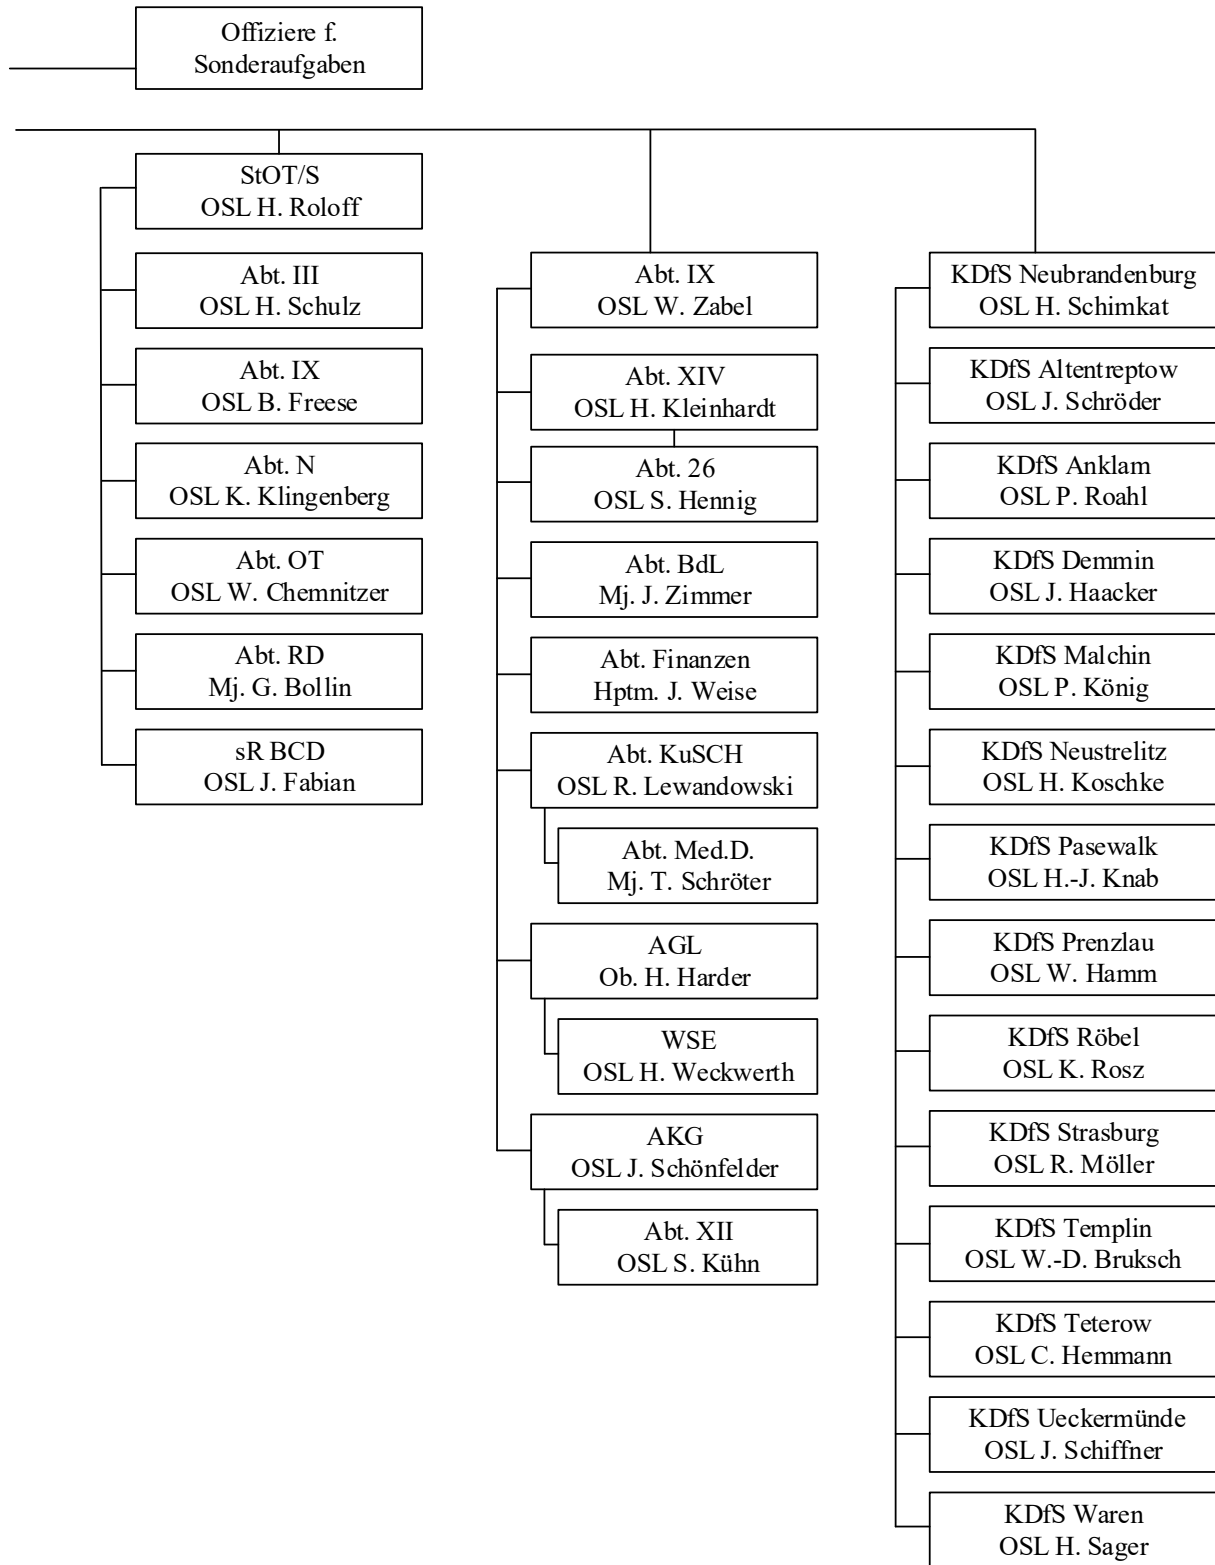 Offiziere f.
Sonderaufgaben
StOT/S
OSL H. Roloff
Abt. III
OSL H. Schulz
Abt. IX
OSL B. Freese
Abt. N
OSL K. Klingenberg
Abt. OT
OSL W. Chemnitzer
Abt. RD
Mj. G. Bollin
sR BCD
OSL J. Fabian
Abt. IX
OSL W. Zabel
Abt. XIV
OSL H. Kleinhardt
Abt. 26
OSL S. Hennig
Abt. BdL
Mj. J. Zimmer
Abt. Finanzen
Hptm. J. Weise
Abt. KuSCH
OSL R. Lewandowski
Abt. Med.D.
Mj. T. Schröter
AGL
Ob. H. Harder
WSE
OSL H. Weckwerth
AKG
OSL J. Schönfelder
Abt. XII
OSL S. Kühn
KDfS Neubrandenburg
OSL H. Schimkat
KDfS Altentreptow
OSL J. Schröder
KDfS Anklam
OSL P. Roahl
KDfS Demmin
OSL J. Haacker
KDfS Malchin
OSL P. König
KDfS Neustrelitz
OSL H. Koschke
KDfS Pasewalk
OSL H.-J. Knab
KDfS Prenzlau
OSL W. Hamm
KDfS Röbel
OSL K. Rosz
KDfS Strasburg
OSL R. Möller
KDfS Templin
OSL W.-D. Bruksch
KDfS Teterow
OSL C. Hemmann
KDfS Ueckermünde
OSL J. Schiffner
KDfS Waren
OSL H. Sager